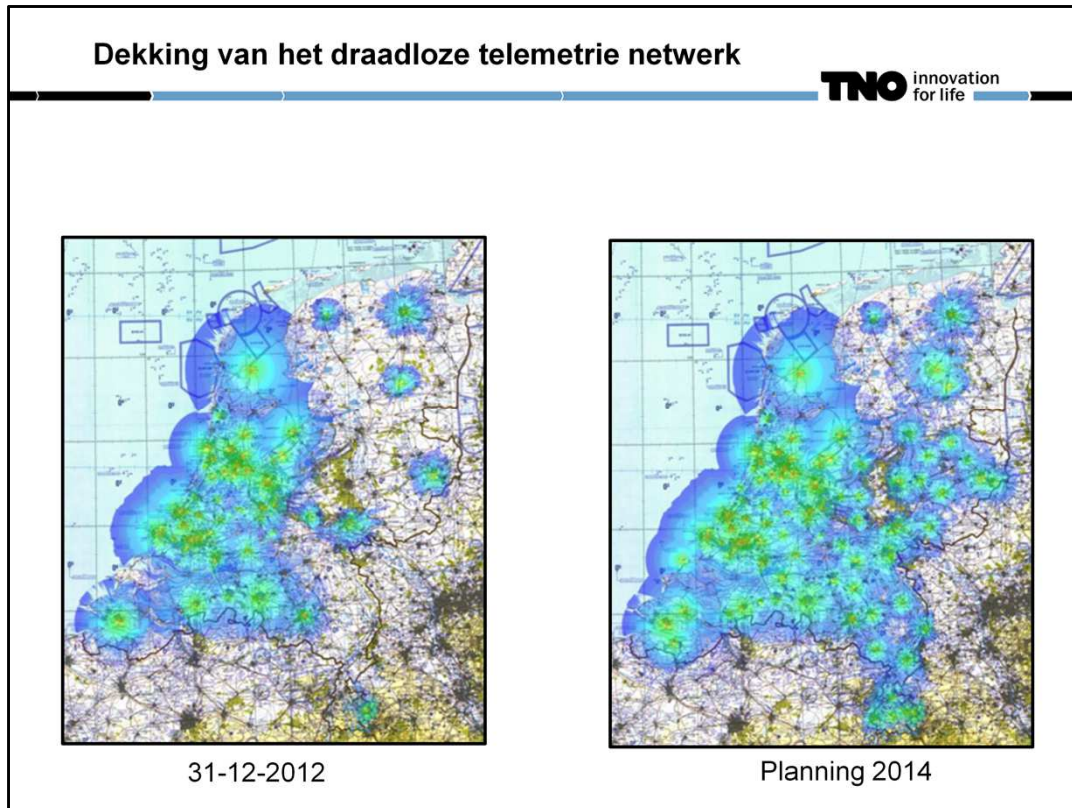 Dekking van het draadloze telemetrie netwerk
TNO innovation
for life
31-12-2012
Planning 2014